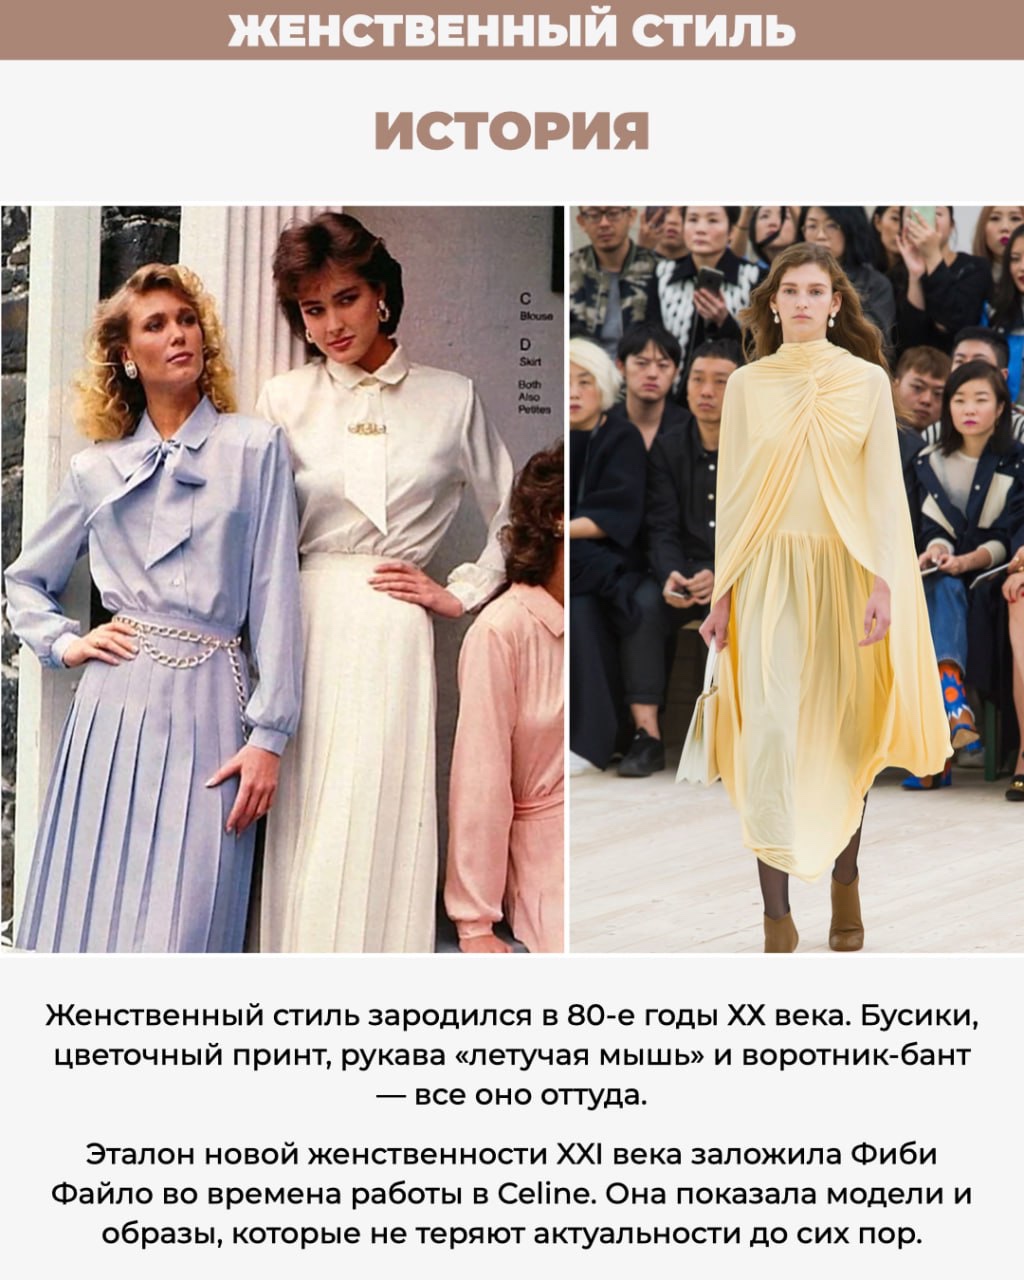 ЖЕНСТВЕННЫЙ СТИЛЬ
ИСТОРИЯ
C
Blouse
D
Skirt
Both
Also
Petites
Женственный стиль зародился в 80-е годы XX века. Бусики,
цветочный принт, рукава «летучая мышь» и воротник-бант
— все оно оттуда.
Эталон новой женственности XXI века заложила Фиби
Файло во времена работы в Celine. Она показала модели и
образы, которые не теряют актуальности до сих пор.